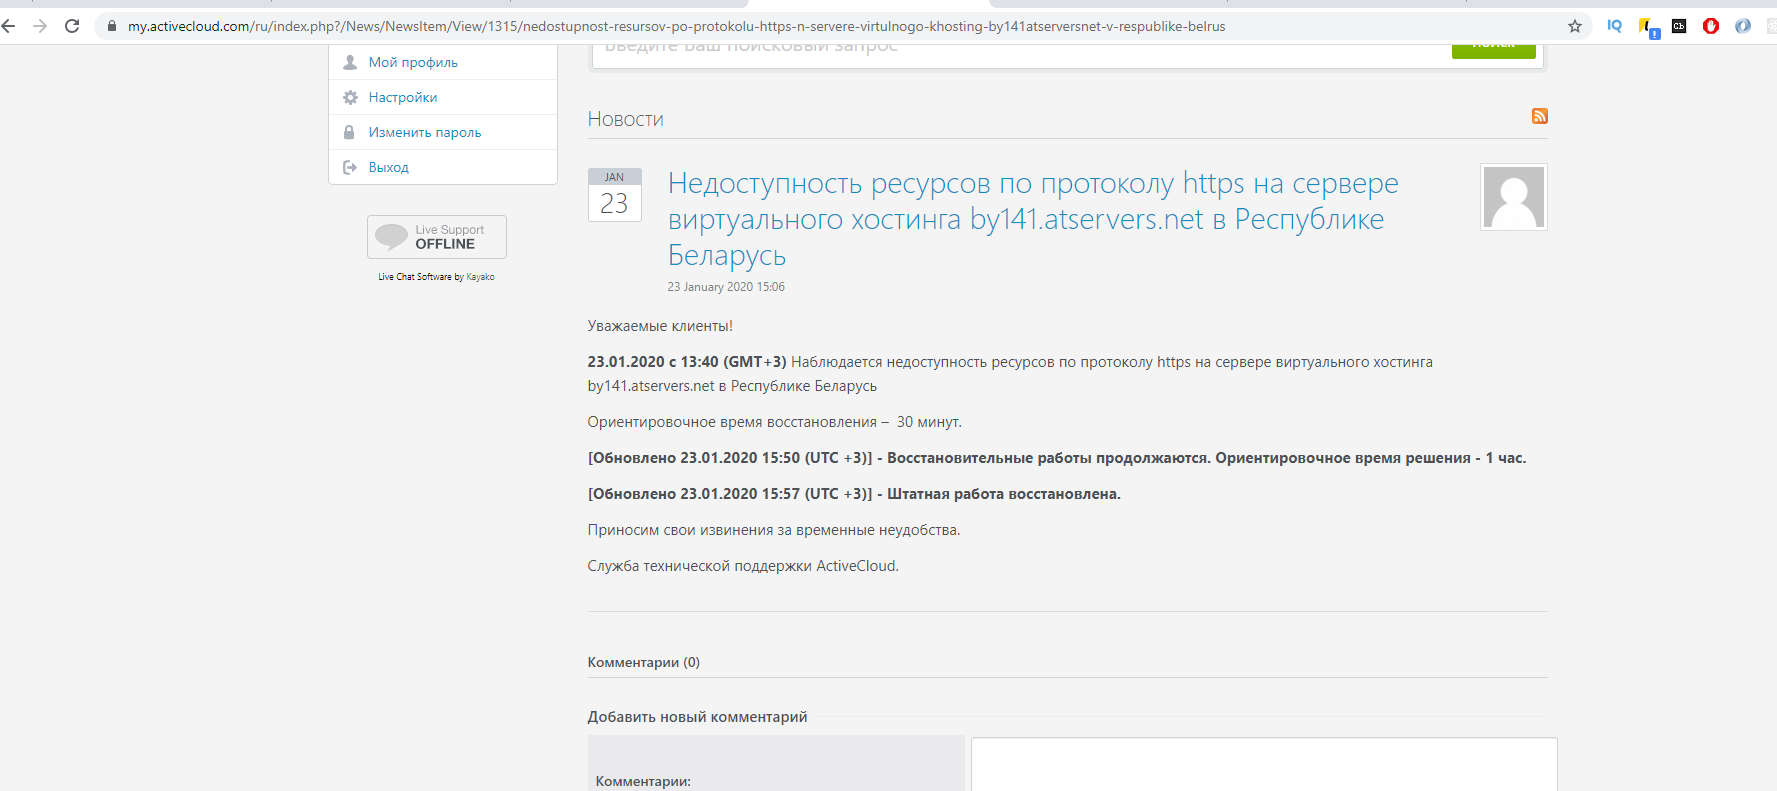 my.activecloud.com/ru/index.php?/News/NewsItem/View/1315/nedostupnost-resursov-po-protokolu-https-n-servere-virtulnogo-khosting-by141atserversnet-v-respublike-belrus
IQ
Cb
Введите Ваш поисковый запрос
Поиск
Мой профиль
Настройки
Изменить пароль
Выход
Live Support
OFFLINE
Live Chat Software by Kayako
Новости
JAN
23
Недоступность ресурсов по протоколу https на сервере
виртуального хостинга by141.atservers.net в Республике
Беларусь
23 January 2020 15:06
Уважаемые клиенты!
23.01.2020 с 13:40 (GMT+3) Наблюдается недоступность ресурсов по протоколу https на сервере виртуального хостинга
by141.atservers.net в Республике Беларусь
Ориентировочное время восстановления – 30 минут.
[Обновлено 23.01.2020 15:50 (UTC +3)] - Восстановительные работы продолжаются. Ориентировочное время решения - 1 час.
[Обновлено 23.01.2020 15:57 (UTC +3)] - Штатная работа восстановлена.
Приносим свои извинения за временные неудобства.
Служба технической поддержки ActiveCloud.
Комментарии (0)
Добавить новый комментарий
Комментарии: